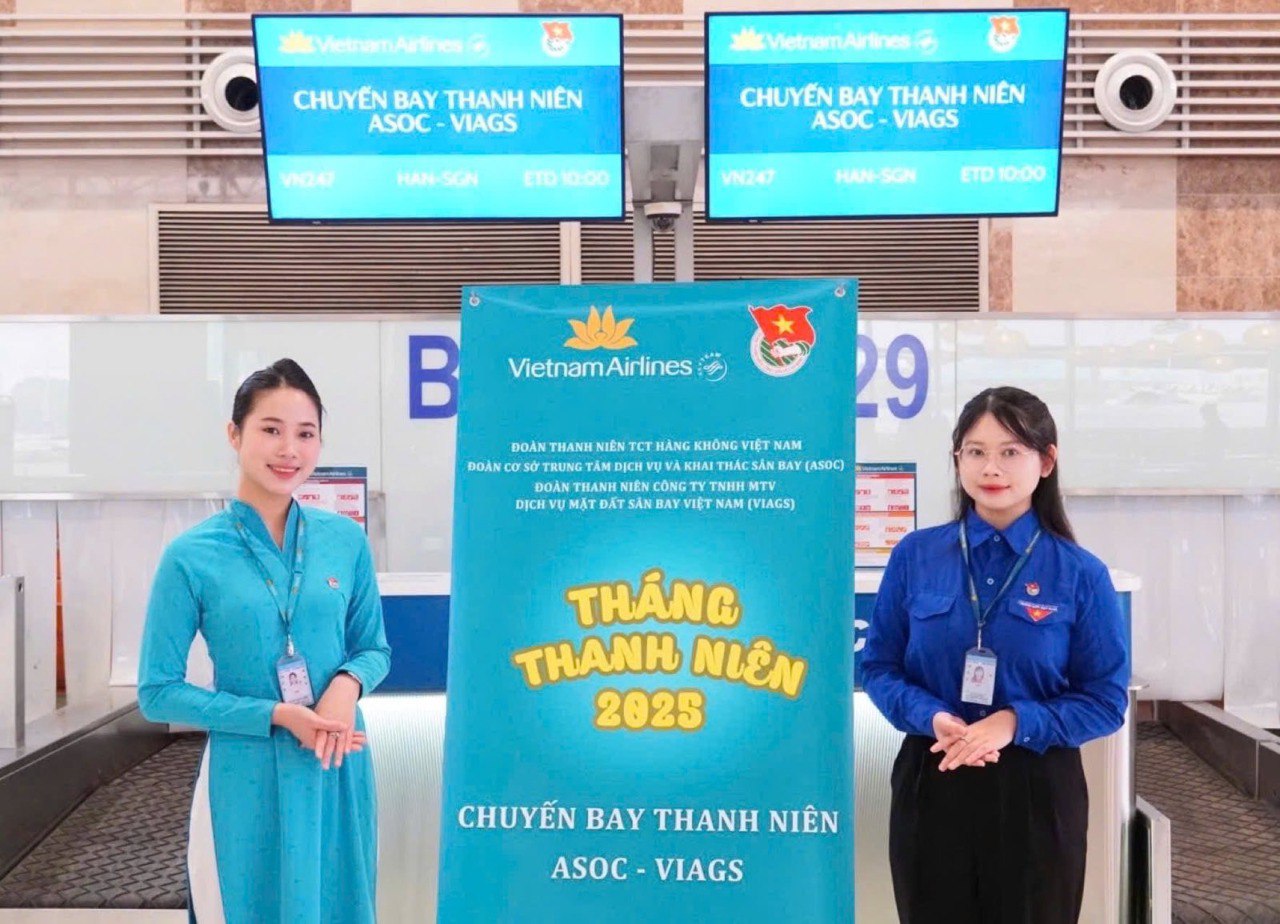 VietnamAirlines
CHUYẾN BAY THANH NIÊN
ASOC - VIAGS
VN247 HAN-SGN ETD 10:00
VietnamAirlines
CHUYẾN BAY THANH NIÊN
ASOC - VIAGS
VN247 HAN-SGN ETD 10:00
B
29
VietnamAirlines
ĐOÀN THANH NIÊN TCT HÀNG KHÔNG VIỆT NAM
ĐOÀN CƠ SỞ TRUNG TÂM DỊCH VỤ VÀ KHAI THÁC SÂN BAY (ASOC)
ĐOÀN THANH NIÊN CÔNG TY TNHH MTV
DỊCH VỤ MẶT ĐẤT SÂN BAY VIỆT NAM (VIAGS)
THÁNG
THANH NIÊN
2025
CHUYẾN BAY THANH NIÊN
ASOC - VIAGS